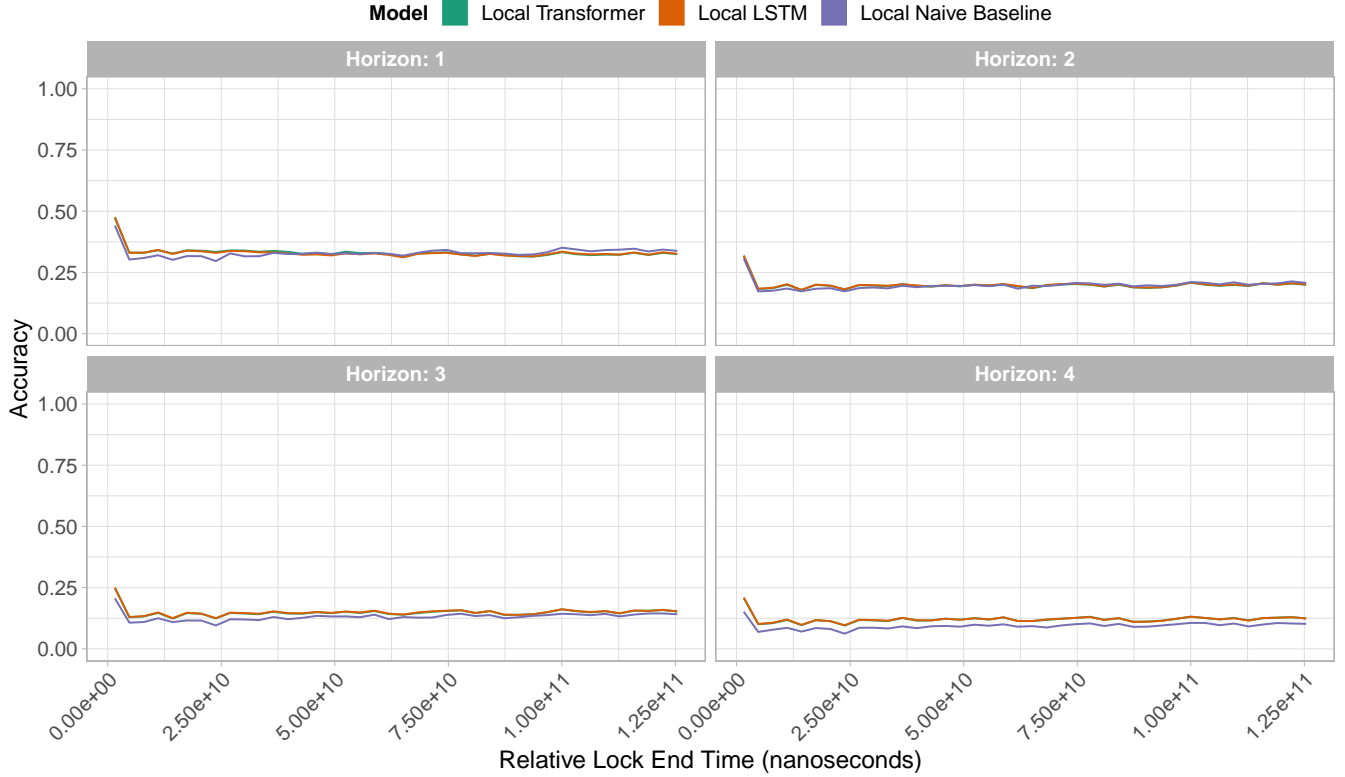 Model Local Transformer Local LSTM Local Naive Baseline
Horizon: 1 Horizon: 2
1.00
0.75
0.50
0.25
0.00
Horizon: 3 Horizon: 4
Accuracy
1.00
0.75
0.50
0.25
0.00
0.00e+00 2.50e+10 5.00e+10 7.50e+10 1.00e+11 1.25e+11 0.00e+00 2.50e+10 5.00e+10 7.50e+10 1.00e+11 1.25e+11
Relative Lock End Time (nanoseconds)